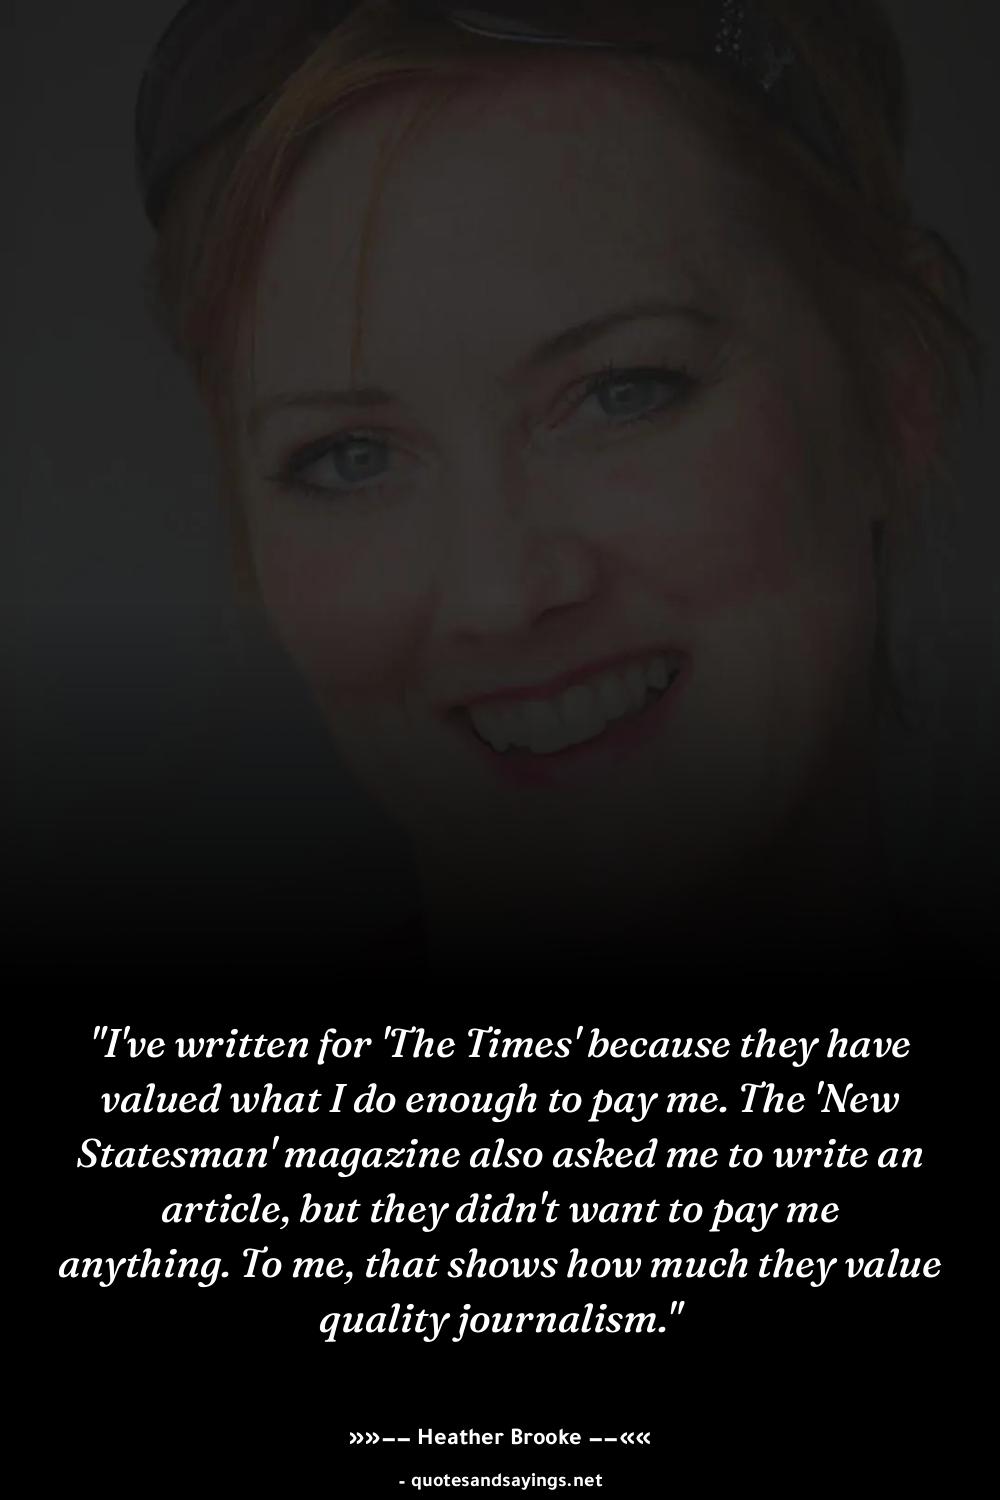 "I've written for 'The Times' because they have
valued what I do enough to pay me. The 'New
Statesman' magazine also asked me to write an
article, but they didn't want to pay me
anything. To me, that shows how much they value
quality journalism."
»»−− Heather Brooke −−««
- quotesandsayings.net